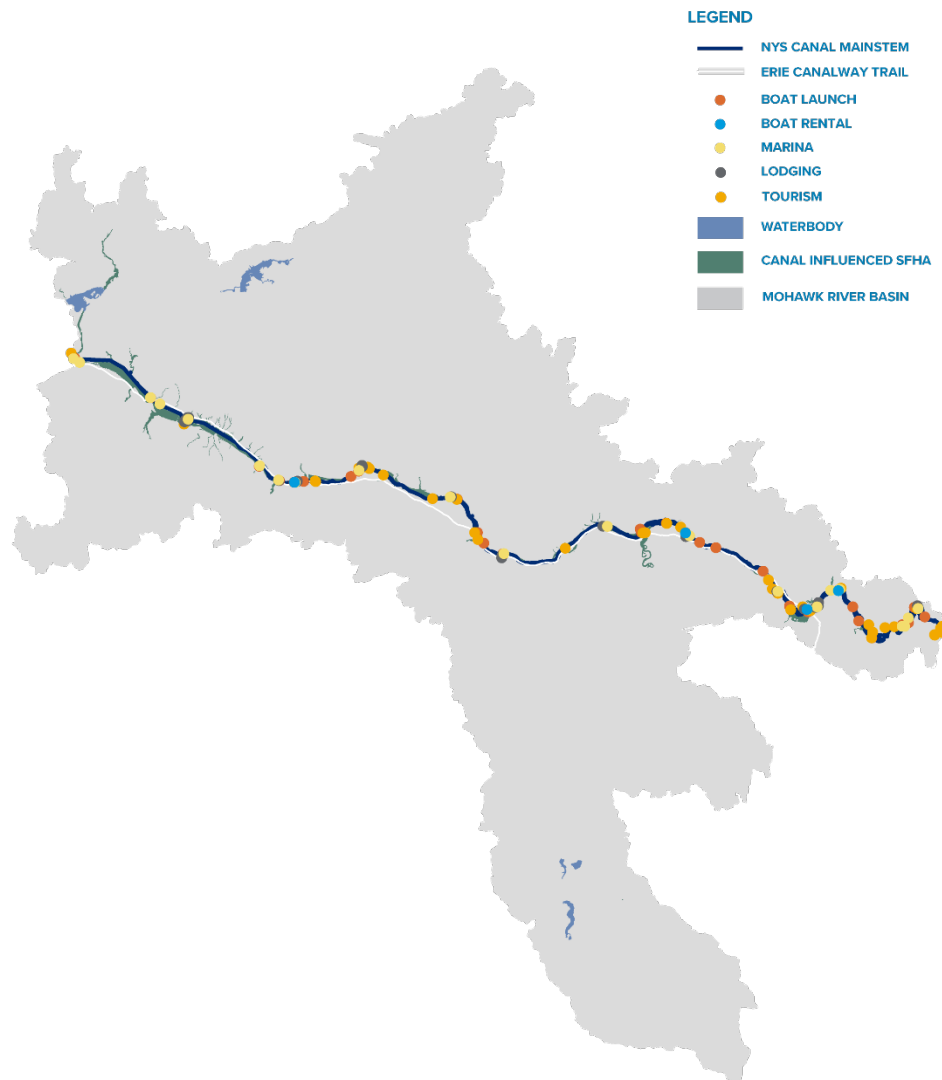 LEGEND
NYS CANAL MAINSTEM
ERIE CANALWAY TRAIL
BOAT LAUNCH
BOAT RENTAL
MARINA
LODGING
TOURISM
WATERBODY
CANAL INFLUENCED SFHA
MOHAWK RIVER BASIN